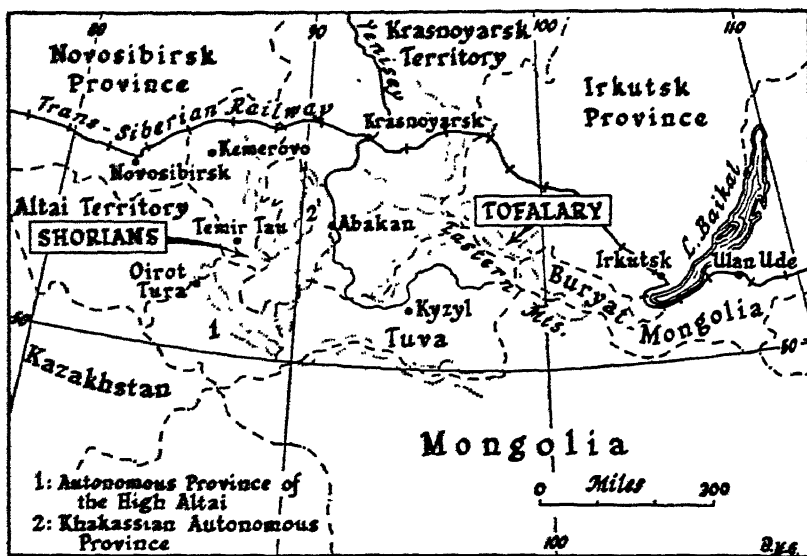 80
90
100
110
Novosibirsk
Province
Yenisey
Krasnoyarsk
Territory
Irkutsk
Province
Trans-Siberian Railway
Krasnoyarsk
Novosibirsk
Kemerovo
L. Baikal
Altai Territory
SHORIANS
Temir Tau
2
Abakan
TOFALARY
Eastern Mts.
Irkutsk
Ulan Ude
Oirot
Tura
Buryat
Mongolia
Kyzyl
Tuva
1
50
50
Kazakhstan
Mongolia
1: Autonomous Province of
the High Altai
2: Khakassian Autonomous
Province
0 Miles 200
100